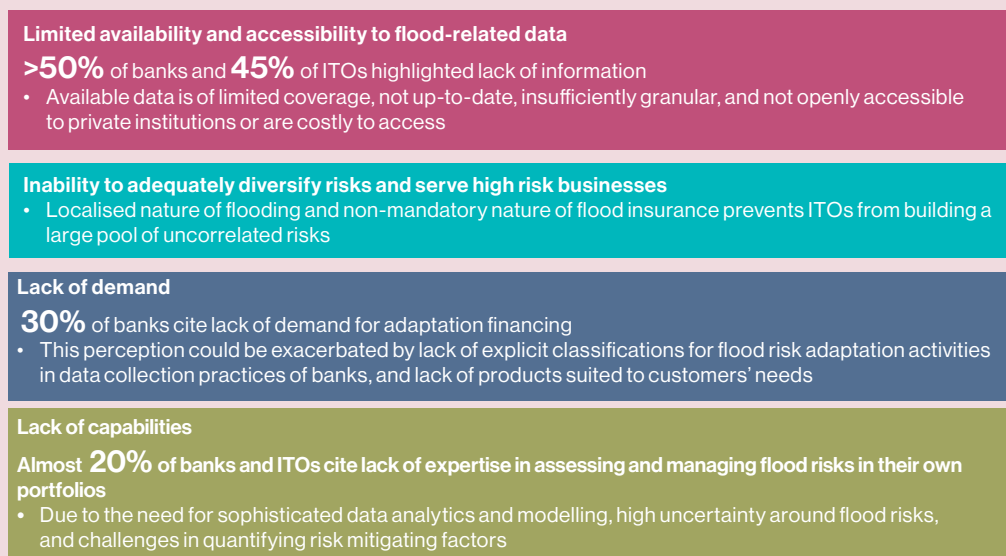 Limited availability and accessibility to flood-related data
>50% of banks and 45% of ITOs highlighted lack of information
• Available data is of limited coverage, not up-to-date, insufficiently granular, and not openly accessible
to private institutions or are costly to access
Inability to adequately diversify risks and serve high risk businesses
• Localised nature of flooding and non-mandatory nature of flood insurance prevents ITOs from building a
large pool of uncorrelated risks
Lack of demand
30% of banks cite lack of demand for adaptation financing
• This perception could be exacerbated by lack of explicit classifications for flood risk adaptation activities
in data collection practices of banks, and lack of products suited to customers' needs
Lack of capabilities
Almost 20% of banks and ITOs cite lack of expertise in assessing and managing flood risks in their own
portfolios
• Due to the need for sophisticated data analytics and modelling, high uncertainty around flood risks,
and challenges in quantifying risk mitigating factors